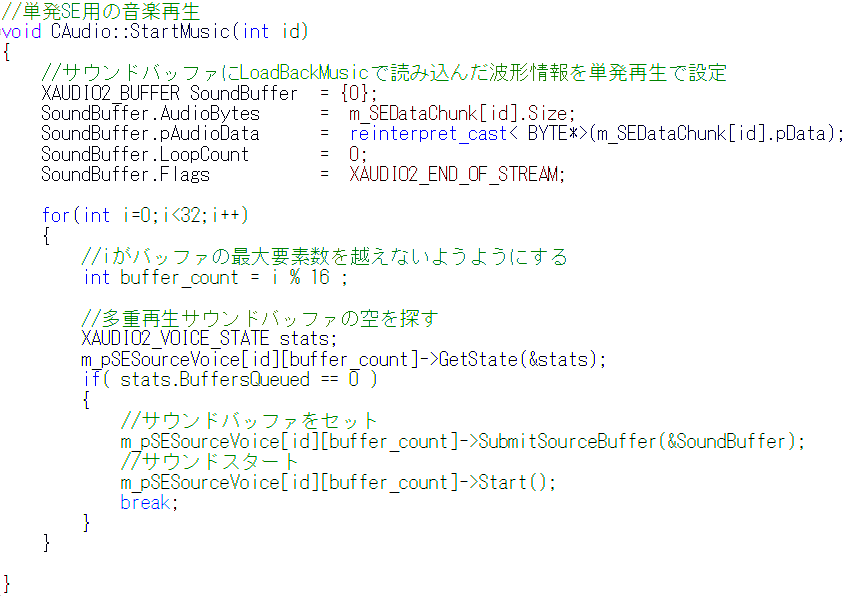 //単発SE用の音楽再生
void CAudio::StartMusic(int id)
{
    //サウンドバッファにLoadBackMusicで読み込んだ波形情報を単発再生で設定
    XAUDIO2_BUFFER SoundBuffer  = {0};
    SoundBuffer.AudioBytes      =  m_SEDataChunk[id].Size;
    SoundBuffer.pAudioData      =  reinterpret_cast< BYTE*>(m_SEDataChunk[id].pData);
    SoundBuffer.LoopCount       =  0;
    SoundBuffer.Flags           =  XAUDIO2_END_OF_STREAM;

    for(int i=0;i<32;i++)
    {
        //iがバッファの最大要素数を越えないようようにする
        int buffer_count = i % 16 ;

        //多重再生サウンドバッファの空を探す
        XAUDIO2_VOICE_STATE stats;
        m_pSESourceVoice[id][buffer_count]->GetState(&stats);
        if( stats.BuffersQueued == 0 )
        {
            //サウンドバッファをセット
            m_pSESourceVoice[id][buffer_count]->SubmitSourceBuffer(&SoundBuffer);
            //サウンドスタート
            m_pSESourceVoice[id][buffer_count]->Start();
            break;
        }
    }

}